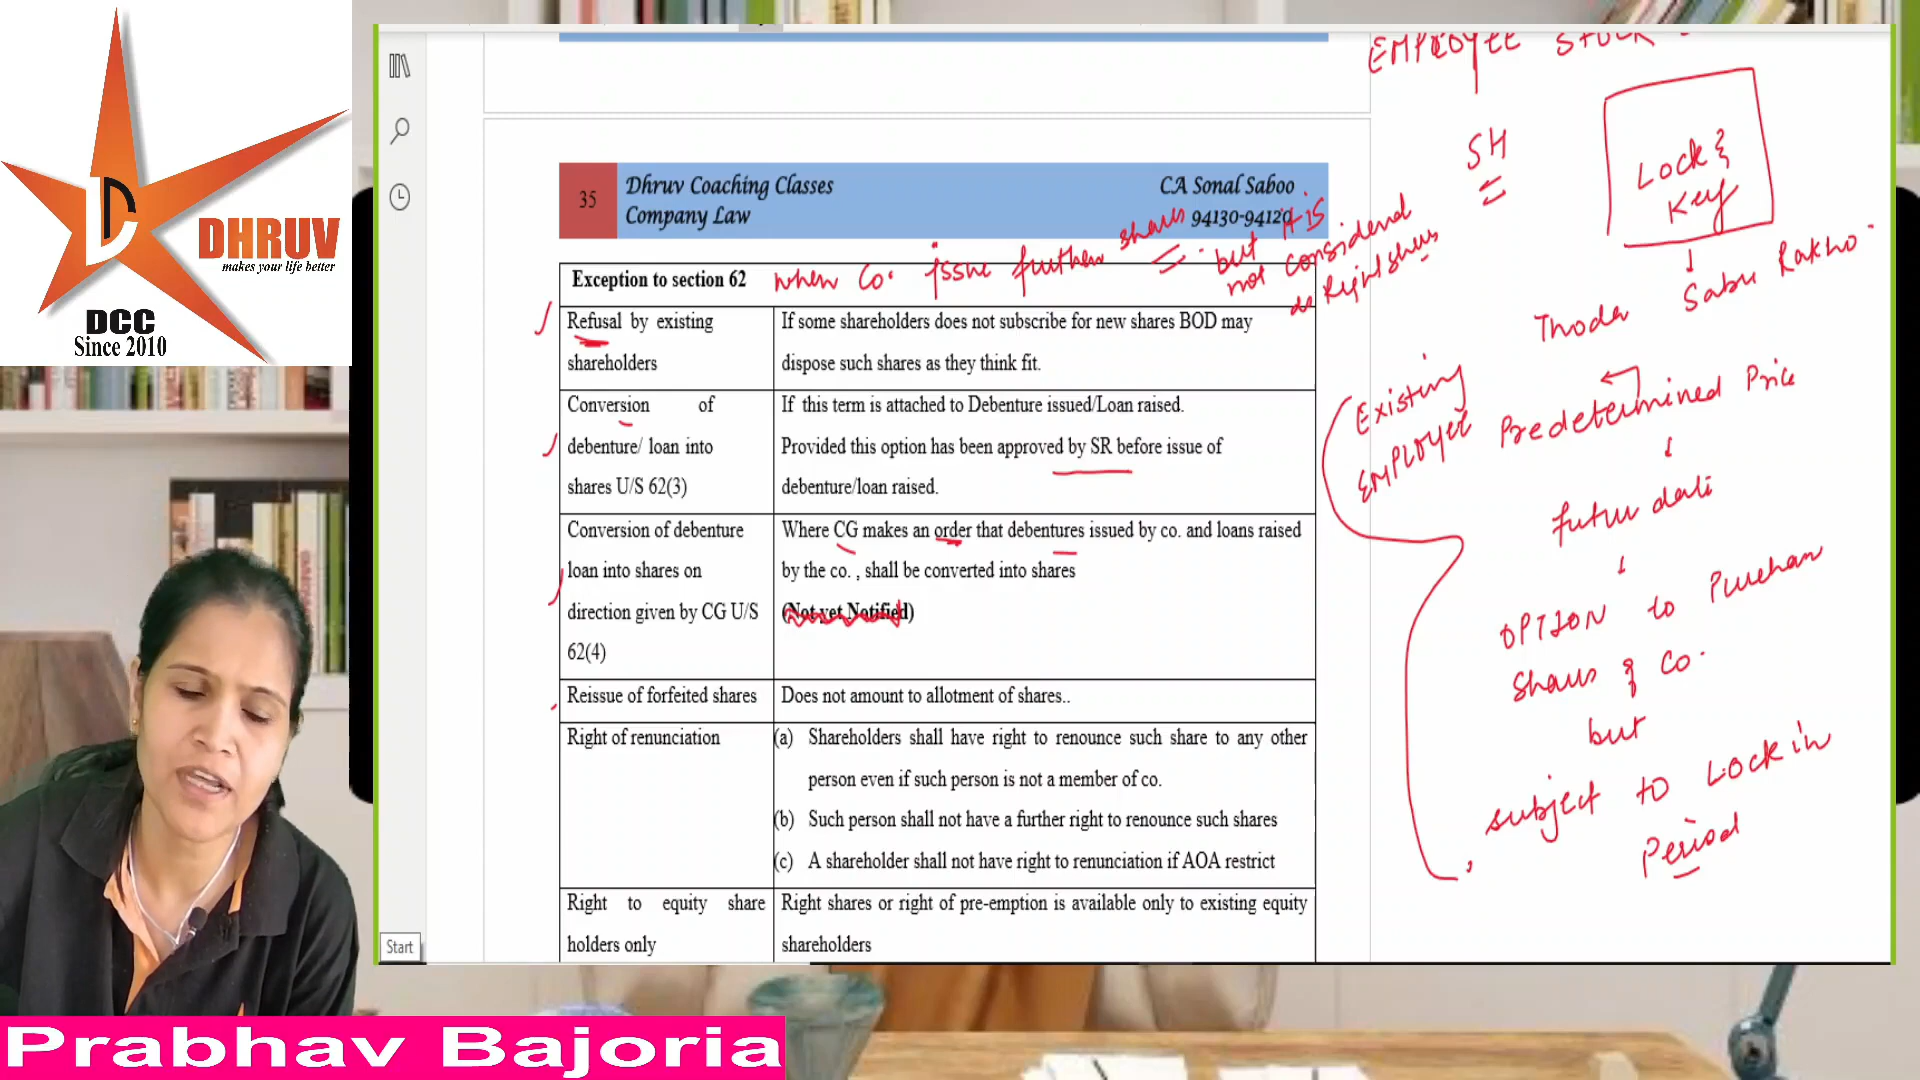 DHRUV
makes your life better
DCC
Since 2010
35
Dhruv Coaching Classes
Company Law
CA Sonal Saboo
94130-94120
Exception to section 62
when Co. issue further shares
but it is
not considered
as Right shares
Refusal by existing
shareholders
If some shareholders does not subscribe for new shares BOD may
dispose such shares as they think fit.
Conversion of
debenture/ loan into
shares U/S 62(3)
If this term is attached to Debenture issued/Loan raised.
Provided this option has been approved by SR before issue of
debenture/loan raised.
Conversion of debenture
loan into shares on
direction given by CG U/S
62(4)
Where CG makes an order that debentures issued by co. and loans raised
by the co. , shall be converted into shares
(Not yet Notified)
Reissue of forfeited shares
Does not amount to allotment of shares..
Right of renunciation
(a) Shareholders shall have right to renounce such share to any other
person even if such person is not a member of co.
(b) Such person shall not have a further right to renounce such shares
(c) A shareholder shall not have right to renunciation if AOA restrict
Right to equity share
holders only
Right shares or right of pre-emption is available only to existing equity
shareholders
EMPLOYEE STOCK
SH
Lock &
Key
Thoda Sabu Rakho
Existing
EMPLOYEE
Predetermined Price
future date
OPTION to Purchase
Shares of Co.
but
subject to Lock in
Period
Start
Prabhav Bajoria